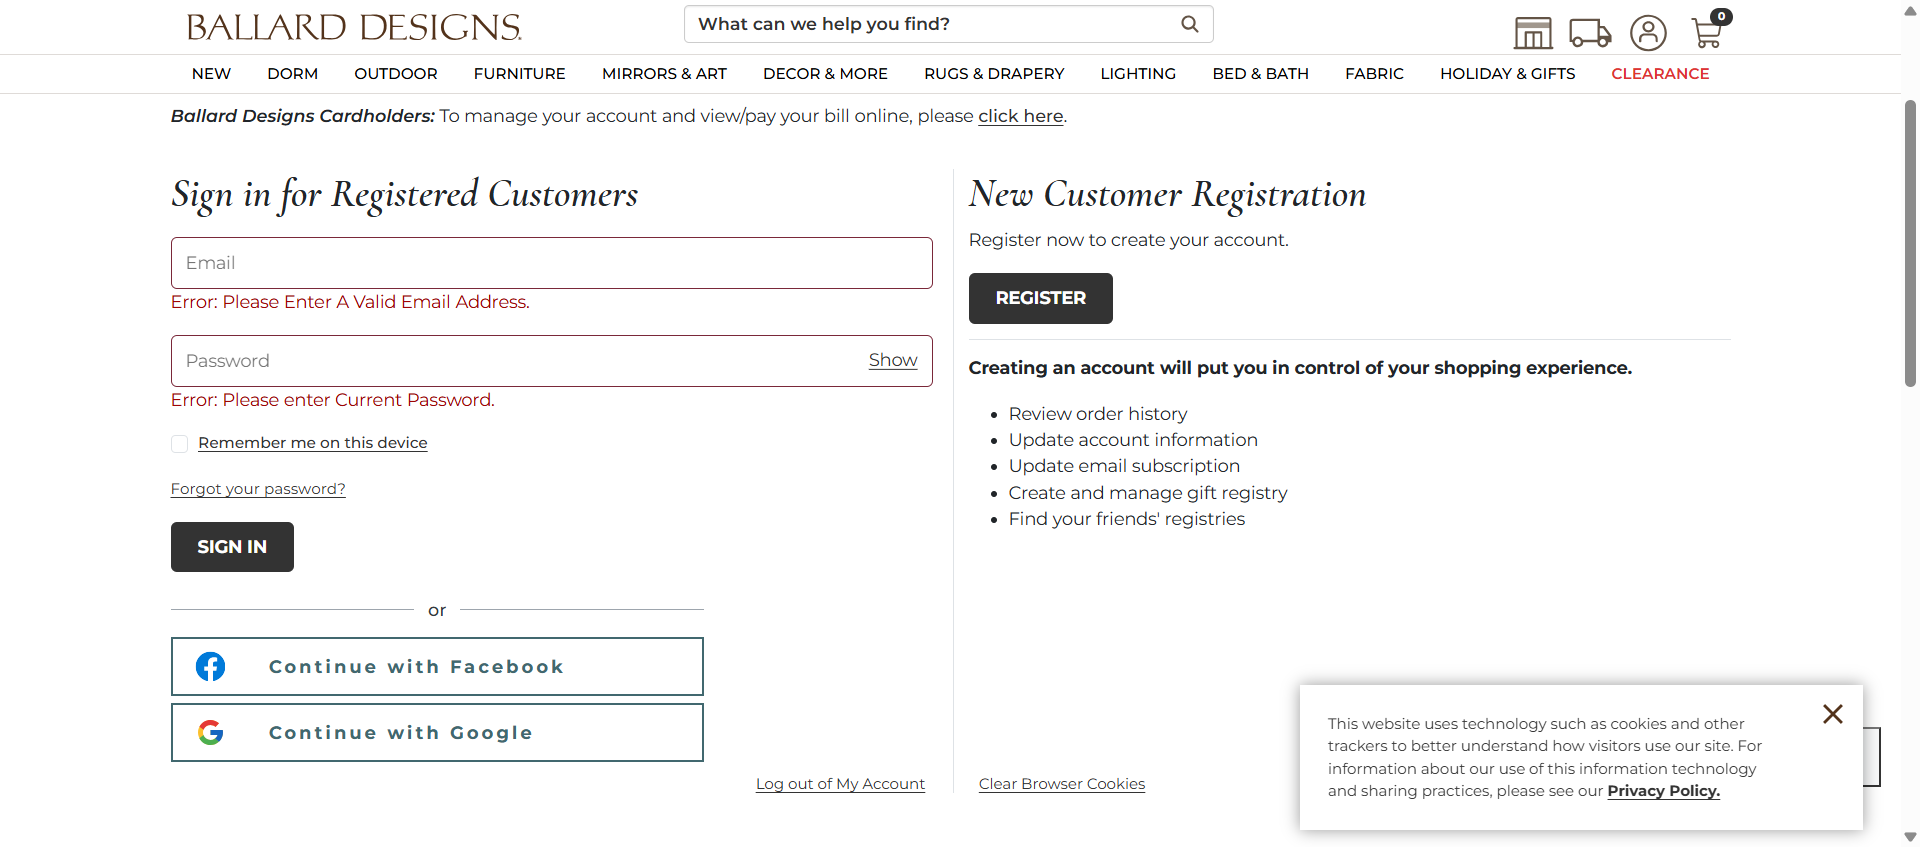 BALLARD DESIGNS.
What can we help you find?
0
NEW DORM OUTDOOR FURNITURE MIRRORS & ART DECOR & MORE RUGS & DRAPERY LIGHTING BED & BATH FABRIC HOLIDAY & GIFTS CLEARANCE
Ballard Designs Cardholders: To manage your account and view/pay your bill online, please click here.
Sign in for Registered Customers
Email
Error: Please Enter A Valid Email Address.
Password
Show
Error: Please enter Current Password.
Remember me on this device
Forgot your password?
SIGN IN
or
Continue with Facebook
Continue with Google
Log out of My Account
New Customer Registration
Register now to create your account.
REGISTER
Creating an account will put you in control of your shopping experience.
Review order history
Update account information
Update email subscription
Create and manage gift registry
Find your friends' registries
Clear Browser Cookies
This website uses technology such as cookies and other
trackers to better understand how visitors use our site. For
information about our use of this information technology
and sharing practices, please see our Privacy Policy.